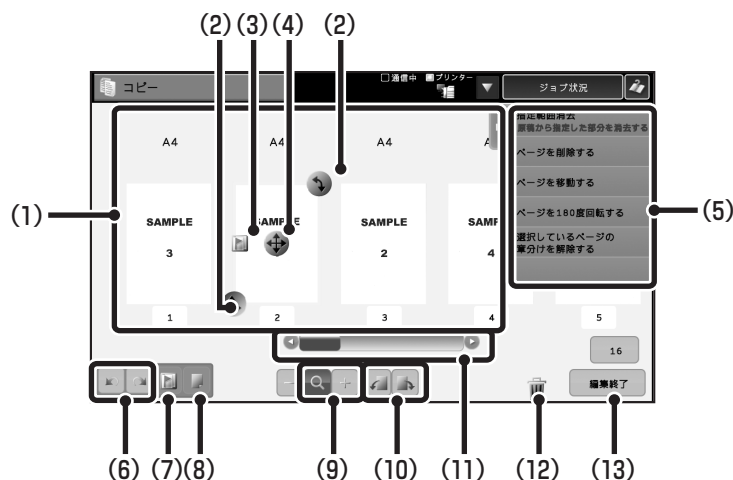 (2) (3) (4) (2)
コピー
□通信中 プリンター
ジョブ状況
指定範囲消去
原稿から指定した部分を消去する
A4 A4 A4 A
ページを削除する
ページを移動する
(1)
(5)
SAMPLE SAMPLE SAMPLE SAMP
ページを180度回転する
選択しているページの
章分けを解除する
3 2 4
1 2 3 4 5
16
編集終了
(6) (7)(8) (9) (10) (11) (12) (13)